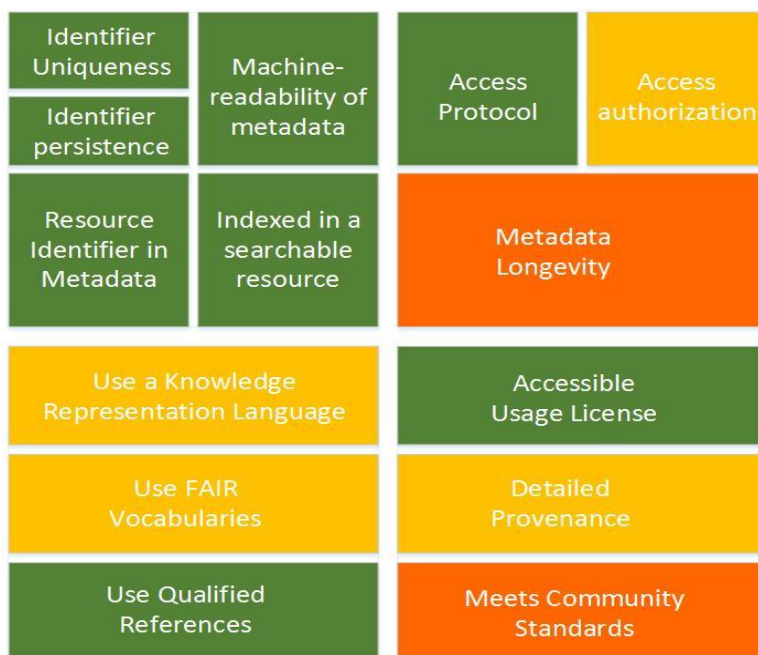 Identifier
Uniqueness
Identifier
persistence
Machine-
readability of
metadata
Resource
Identifier in
Metadata
Indexed in a
searchable
resource
Access
Protocol
Access
authorization
Metadata
Longevity
Use a Knowledge
Representation Language
Use FAIR
Vocabularies
Use Qualified
References
Accessible
Usage License
Detailed
Provenance
Meets Community
Standards